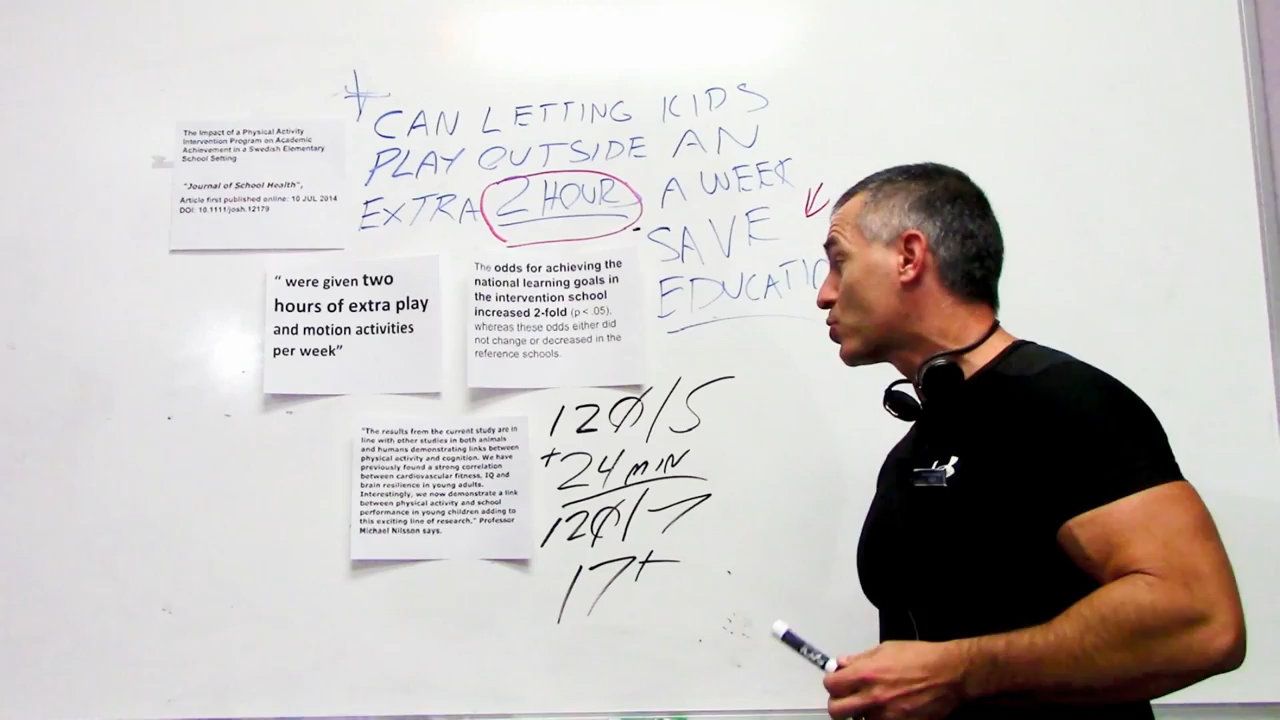 CAN LETTING KIDS
PLAY OUTSIDE AN
EXTRA 2 HOUR A WEEK
SAVE
EDUCATIO
The Impact of a Physical Activity
Intervention Program on Academic
Achievement in a Swedish Elementary
School Setting
"Journal of School Health",
Article first published online: 10 JUL 2014
DOI: 10.1111/josh.12179
" were given two
hours of extra play
and motion activities
per week"
The odds for achieving the
national learning goals in
the intervention school
increased 2-fold (p < .05),
whereas these odds either did
not change or decreased in the
reference schools.
"The results from the current study are in
line with other studies in both animals
and humans demonstrating links between
physical activity and cognition. We have
previously found a strong correlation
between cardiovascular fitness, IQ and
brain resilience in young adults.
Interestingly, we now demonstrate a link
between physical activity and school
performance in young children adding to
this exciting line of research," Professor
Michael Nilsson says.
120/5
+24 MIN
120/7
17+